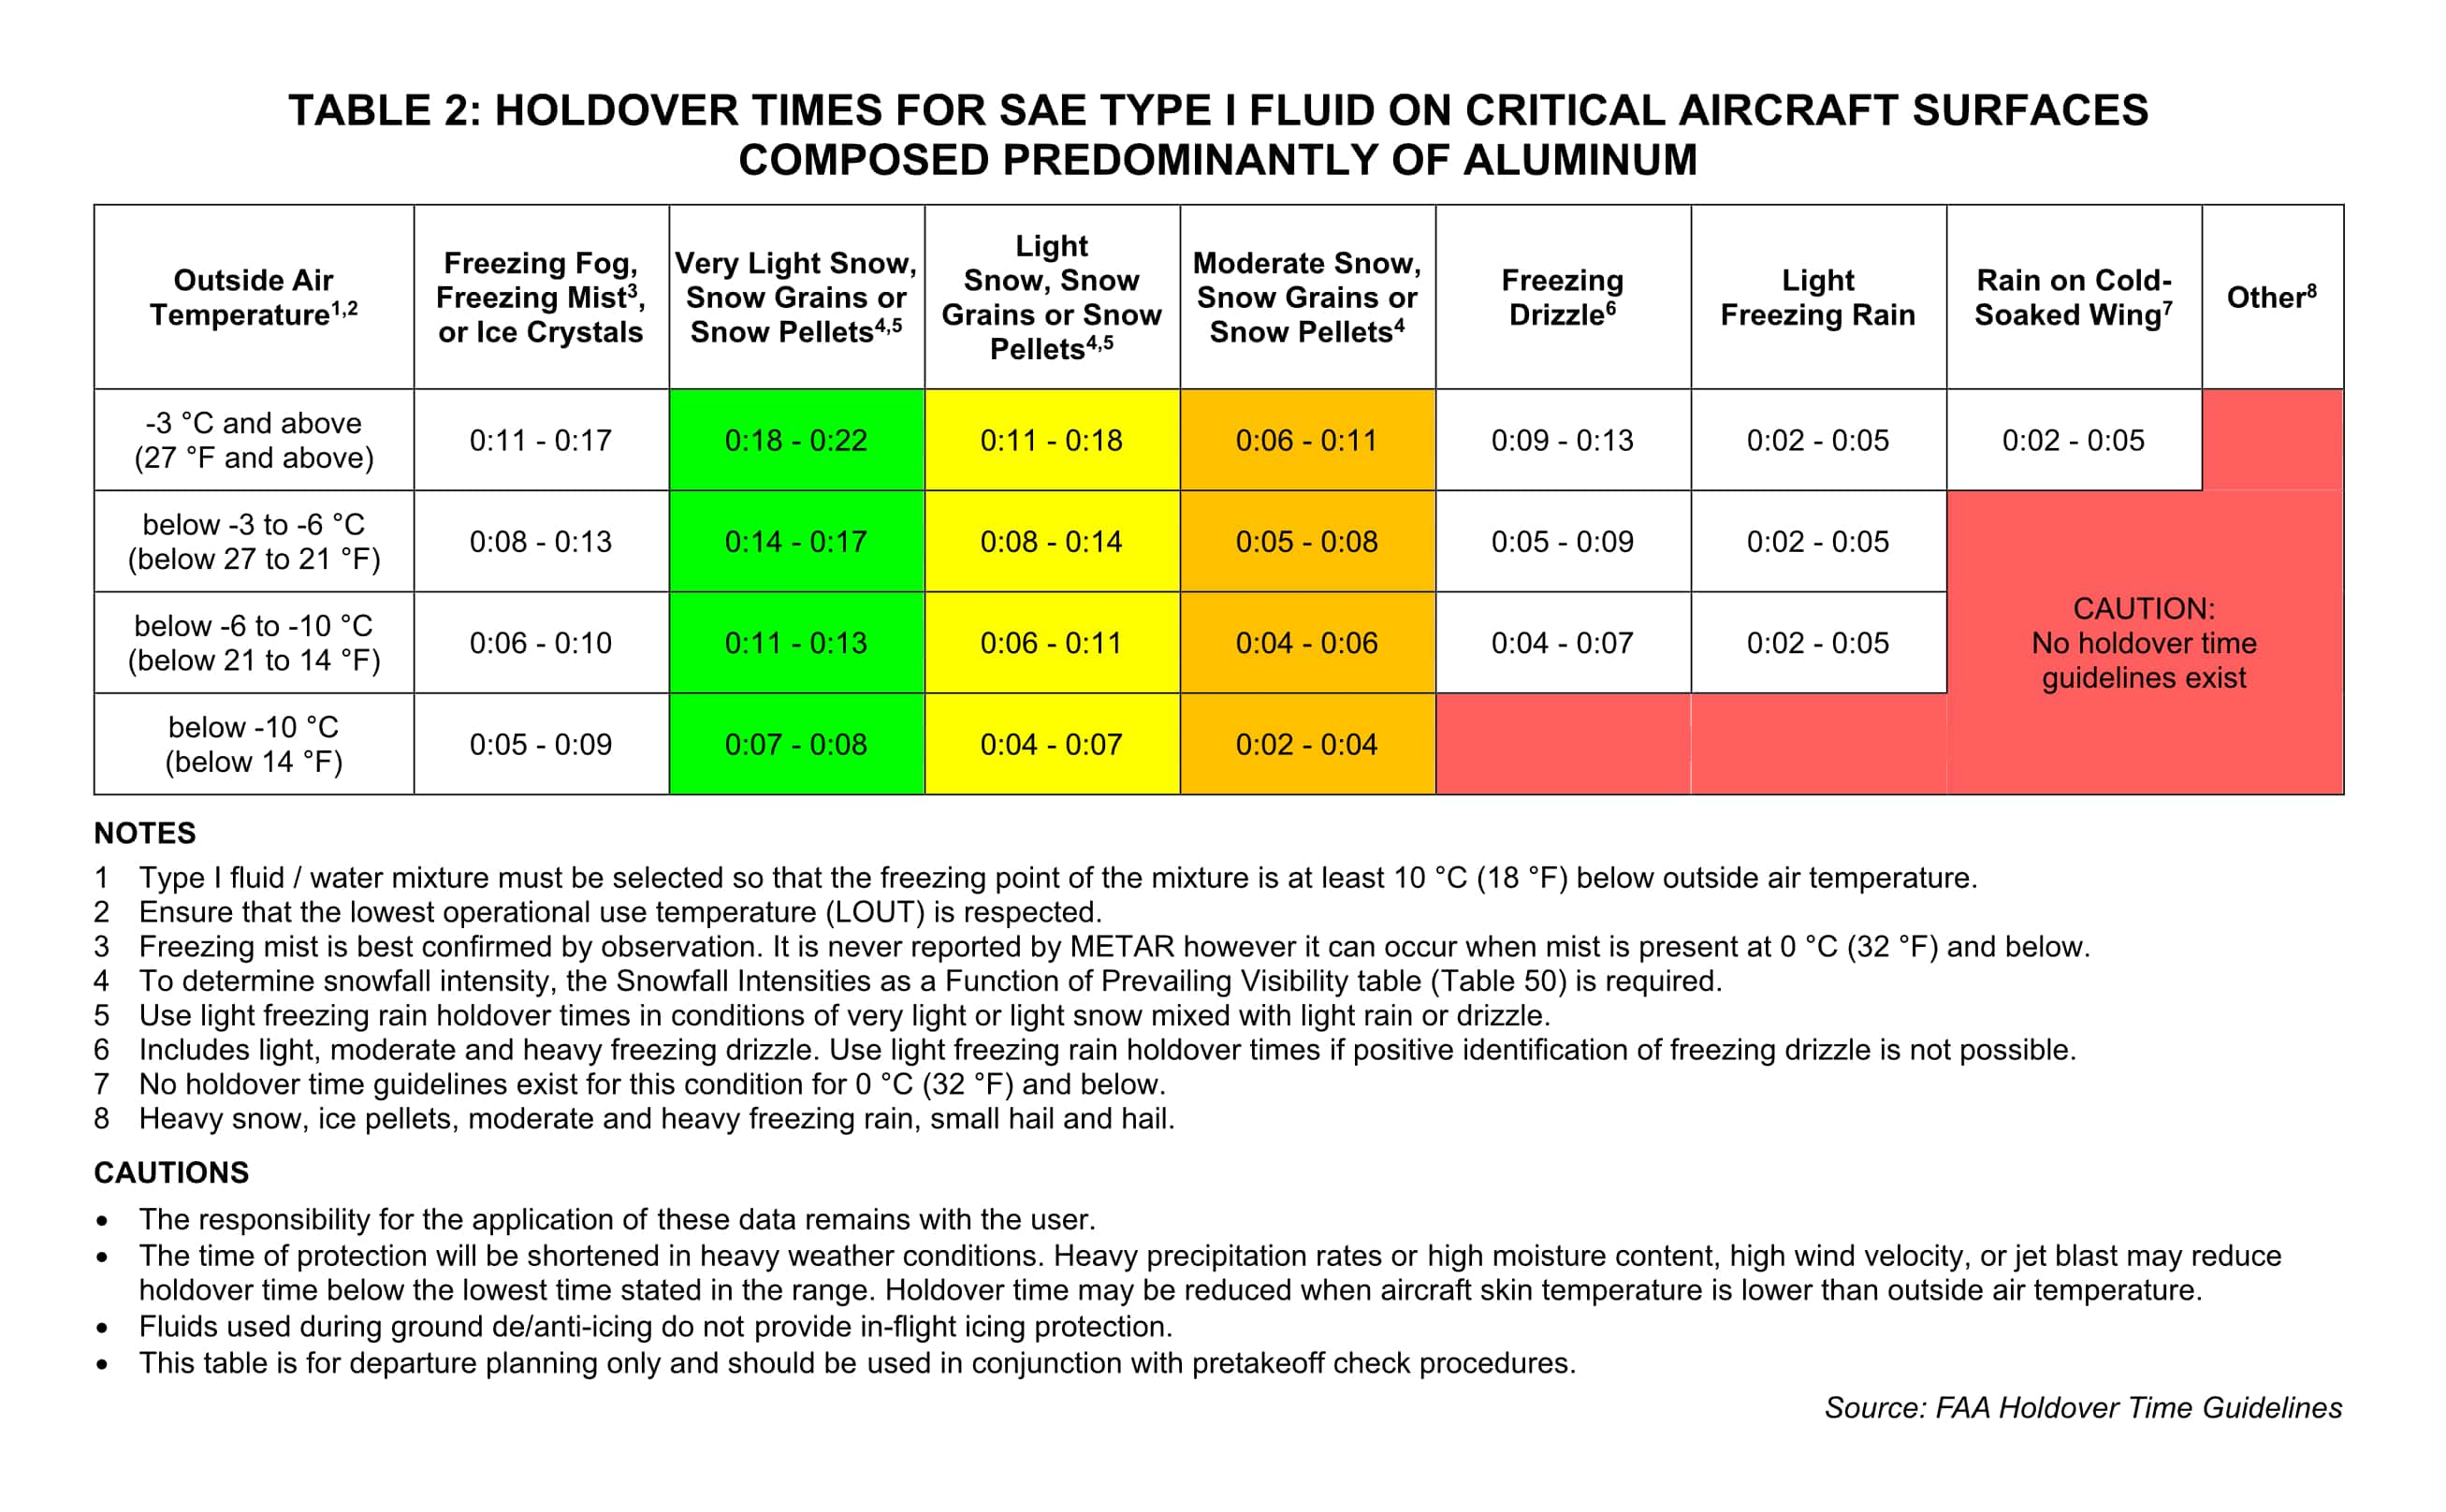 TABLE 2: HOLDOVER TIMES FOR SAE TYPE I FLUID ON CRITICAL AIRCRAFT SURFACES
COMPOSED PREDOMINANTLY OF ALUMINUM
Outside Air
Temperature1,2
Freezing Fog,
Freezing Mist3,
or Ice Crystals
Very Light Snow,
Snow Grains or
Snow Pellets4,5
Light
Snow, Snow
Grains or Snow
Pellets4,5
Moderate Snow,
Snow Grains or
Snow Pellets4
Freezing
Drizzle6
Light
Freezing Rain
Rain on Cold-
Soaked Wing7
Other8
-3 °C and above
(27 °F and above)
0:11 - 0:17
0:18 - 0:22
0:11 - 0:18
0:06 - 0:11
0:09 - 0:13
0:02 - 0:05
0:02 - 0:05
below -3 to -6 °C
(below 27 to 21 °F)
0:08 - 0:13
0:14 - 0:17
0:08 - 0:14
0:05 - 0:08
0:05 - 0:09
0:02 - 0:05
CAUTION:
No holdover time
guidelines exist
below -6 to -10 °C
(below 21 to 14 °F)
0:06 - 0:10
0:11 - 0:13
0:06 - 0:11
0:04 - 0:06
0:04 - 0:07
0:02 - 0:05
below -10 °C
(below 14 °F)
0:05 - 0:09
0:07 - 0:08
0:04 - 0:07
0:02 - 0:04
NOTES
1 Type I fluid / water mixture must be selected so that the freezing point of the mixture is at least 10 °C (18 °F) below outside air temperature.
2 Ensure that the lowest operational use temperature (LOUT) is respected.
3 Freezing mist is best confirmed by observation. It is never reported by METAR however it can occur when mist is present at 0 °C (32 °F) and below.
4 To determine snowfall intensity, the Snowfall Intensities as a Function of Prevailing Visibility table (Table 50) is required.
5 Use light freezing rain holdover times in conditions of very light or light snow mixed with light rain or drizzle.
6 Includes light, moderate and heavy freezing drizzle. Use light freezing rain holdover times if positive identification of freezing drizzle is not possible.
7 No holdover time guidelines exist for this condition for 0 °C (32 °F) and below.
8 Heavy snow, ice pellets, moderate and heavy freezing rain, small hail and hail.
CAUTIONS
• The responsibility for the application of these data remains with the user.
• The time of protection will be shortened in heavy weather conditions. Heavy precipitation rates or high moisture content, high wind velocity, or jet blast may reduce
holdover time below the lowest time stated in the range. Holdover time may be reduced when aircraft skin temperature is lower than outside air temperature.
• Fluids used during ground de/anti-icing do not provide in-flight icing protection.
• This table is for departure planning only and should be used in conjunction with pretakeoff check procedures.
Source: FAA Holdover Time Guidelines